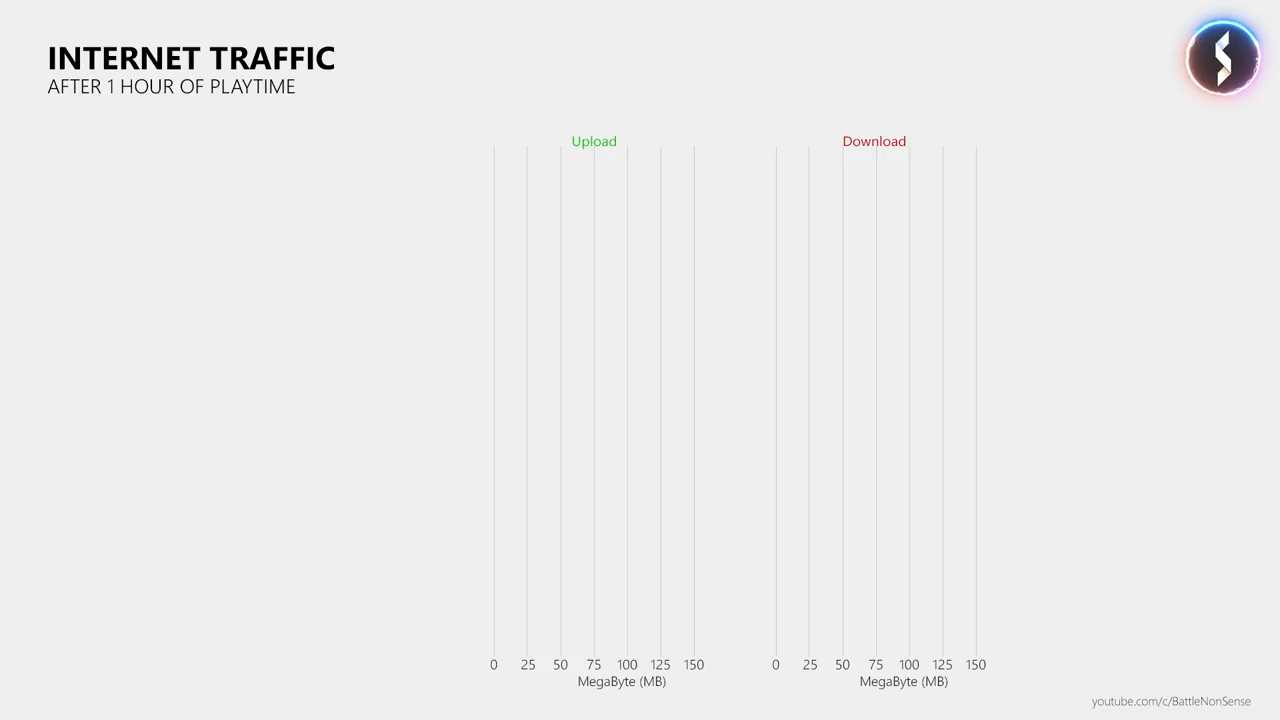 INTERNET TRAFFIC
AFTER 1 HOUR OF PLAYTIME
Upload Download
0 25 50 75 100 125 150 0 25 50 75 100 125 150
MegaByte (MB) MegaByte (MB)
youtube.com/c/BattleNonSense